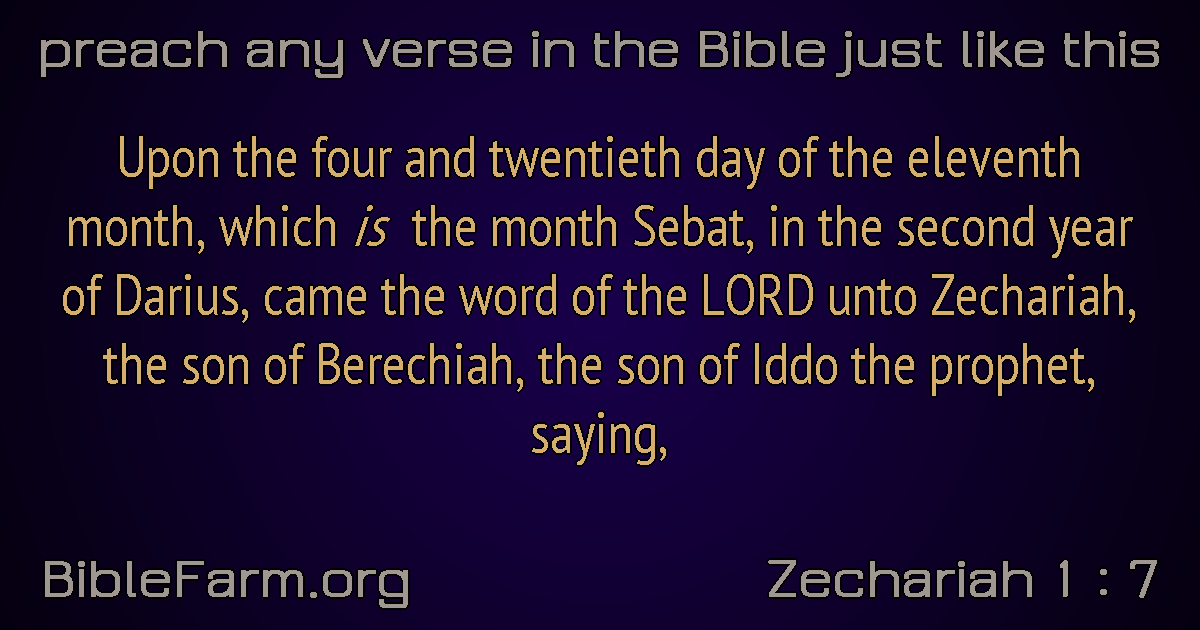 preach any verse in the Bible just like this
Upon the four and twentieth day of the eleventh
month, which is the month Sebat, in the second year
of Darius, came the word of the LORD unto Zechariah,
the son of Berechiah, the son of Iddo the prophet,
saying,
BibleFarm.org
Zechariah 1 : 7